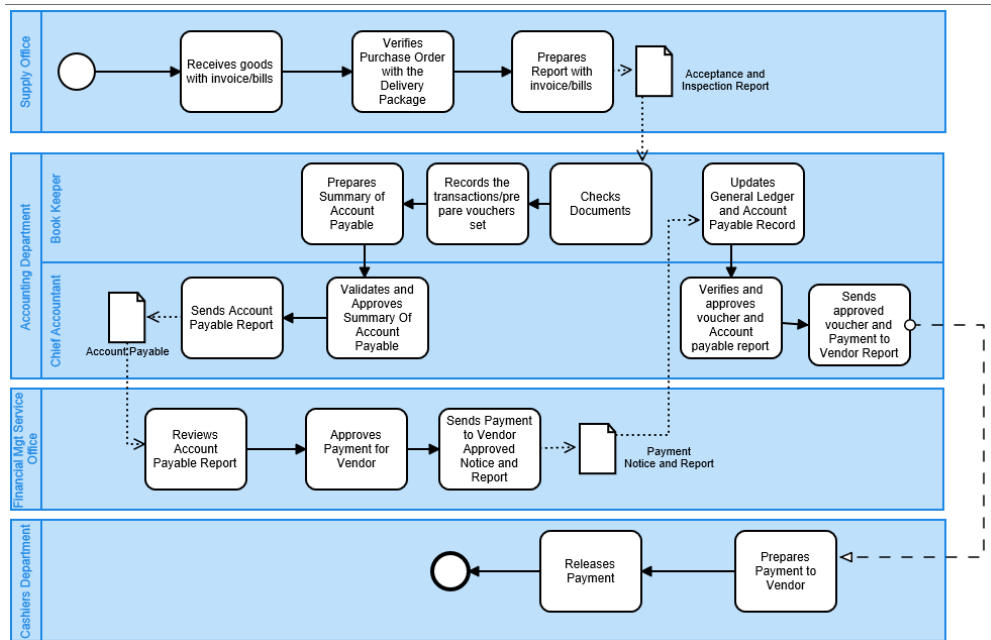 Supply Office
Receives goods
with invoice/bills
Verifies
Purchase Order
with the
Delivery
Package
Prepares
Report with
invoice/bills
Acceptance and
Inspection Report
Accounting Department
Book Keeper
Prepares
Summary of
Account
Payable
Records the
transactions/pre
pare vouchers
set
Checks
Documents
Updates
General Ledger
and Account
Payable Record
Chief Accountant
Account Payable
Sends Account
Payable Report
Validates and
Approves
Summary Of
Account
Payable
Verifies and
approves
voucher and
Account
payable report
Sends
approved
voucher and
Payment to
Vendor Report
Financial Mgt Service
Office
Reviews
Account
Payable Report
Approves
Payment for
Vendor
Sends Payment
to Vendor
Approved
Notice and
Report
Payment
Notice and Report
Cashiers Department
Releases
Payment
Prepares
Payment to
Vendor